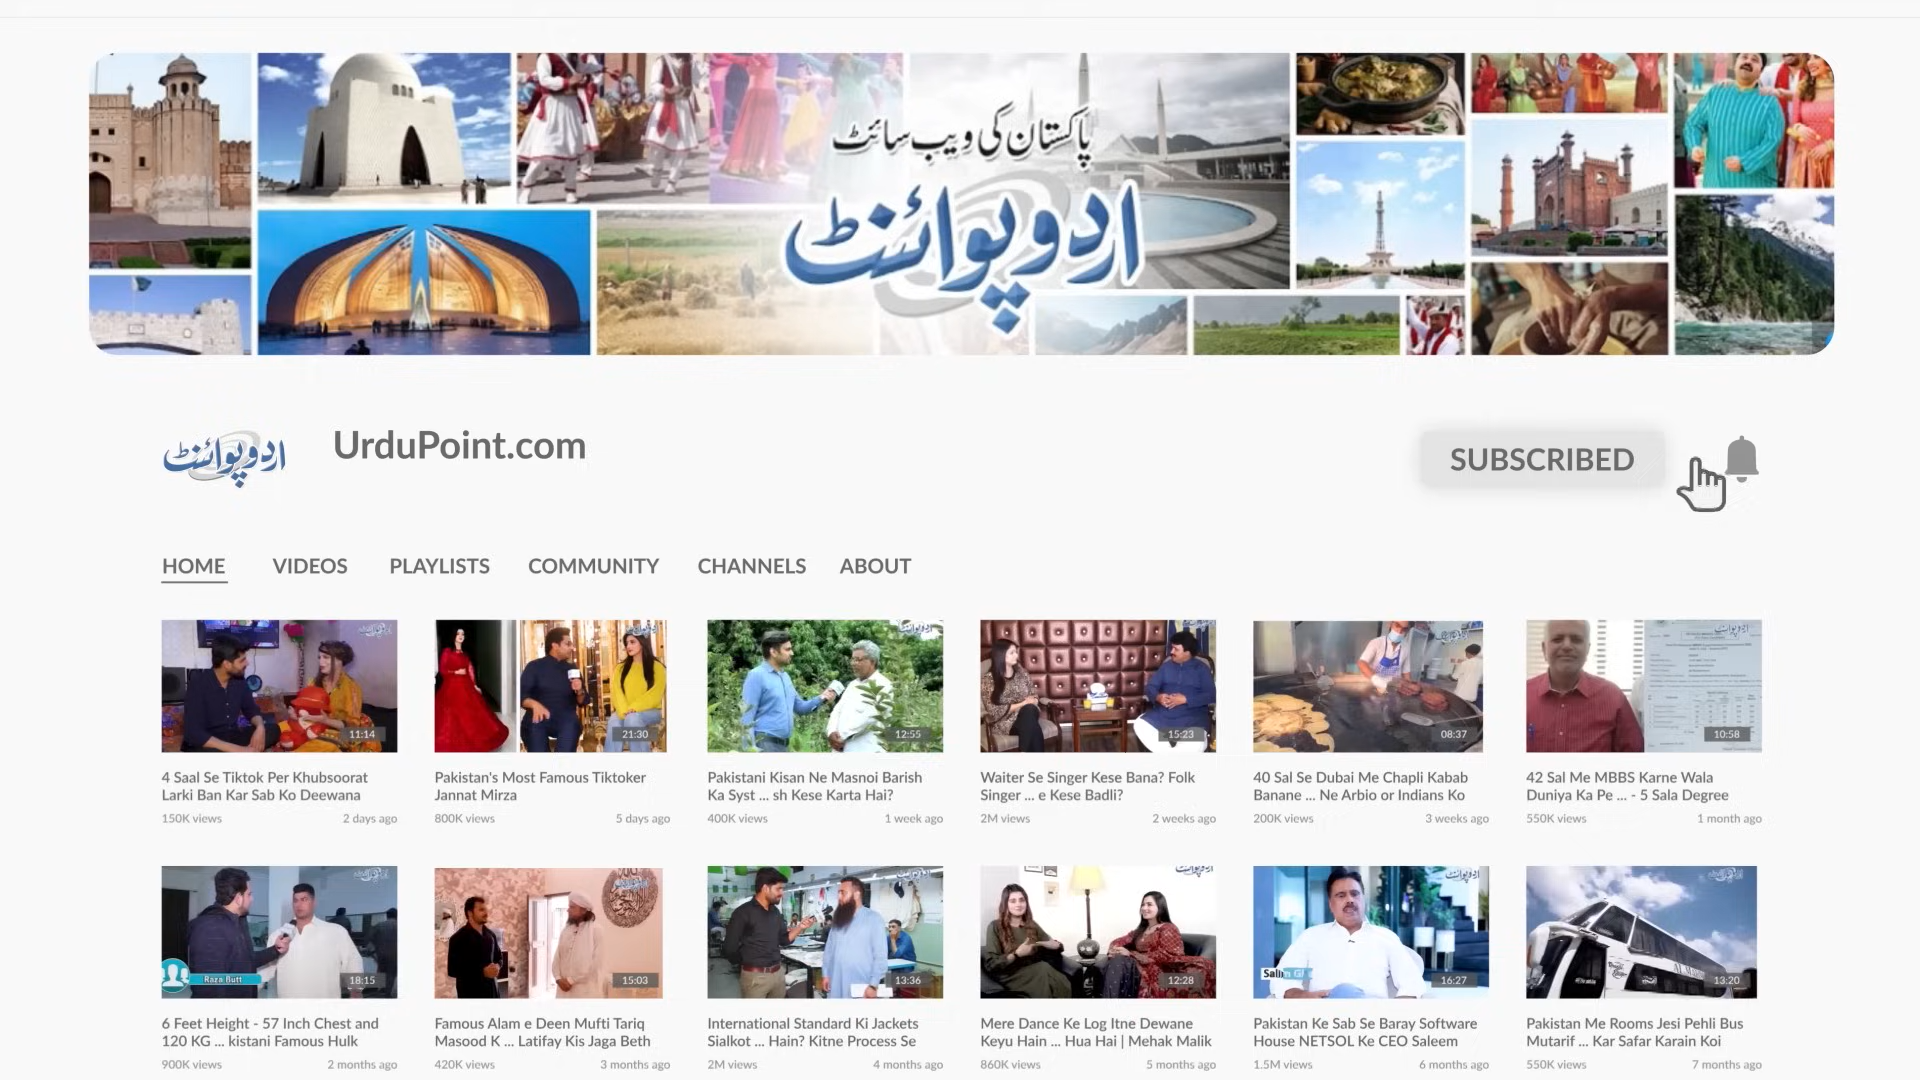 پاکستان کی ویب سائٹ
اردو پوائنٹ
اردو پوائنٹ
UrduPoint.com
SUBSCRIBED
HOME VIDEOS PLAYLISTS COMMUNITY CHANNELS ABOUT
11:14
21:30
12:55
15:23
08:37
10:58
4 Saal Se Tiktok Per Khubsoorat
Larki Ban Kar Sab Ko Deewana
150K views 2 days ago
Pakistan's Most Famous Tiktoker
Jannat Mirza
800K views 5 days ago
Pakistani Kisan Ne Masnoi Barish
Ka Syst ... sh Kese Karta Hai?
400K views 1 week ago
Waiter Se Singer Kese Bana? Folk
Singer ... e Kese Badli?
2M views 2 weeks ago
40 Sal Se Dubai Me Chapli Kabab
Banane ... Ne Arbio or Indians Ko
200K views 3 weeks ago
42 Sal Me MBBS Karne Wala
Duniya Ka Pe ... - 5 Sala Degree
550K views 1 month ago
Raza Butt
18:15
15:03
13:36
12:28
16:27
13:20
6 Feet Height - 57 Inch Chest and
120 KG ... kistani Famous Hulk
900K views 2 months ago
Famous Alam e Deen Mufti Tariq
Masood K ... Latifay Kis Jaga Beth
420K views 3 months ago
International Standard Ki Jackets
Sialkot ... Hain? Kitne Process Se
2M views 4 months ago
Mere Dance Ke Log Itne Dewane
Keyu Hain ... Hua Hai | Mehak Malik
860K views 5 months ago
Pakistan Ke Sab Se Baray Software
House NETSOL Ke CEO Saleem
1.5M views 6 months ago
Pakistan Me Rooms Jesi Pehli Bus
Mutarif ... Kar Safar Karain Koi
550K views 7 months ago